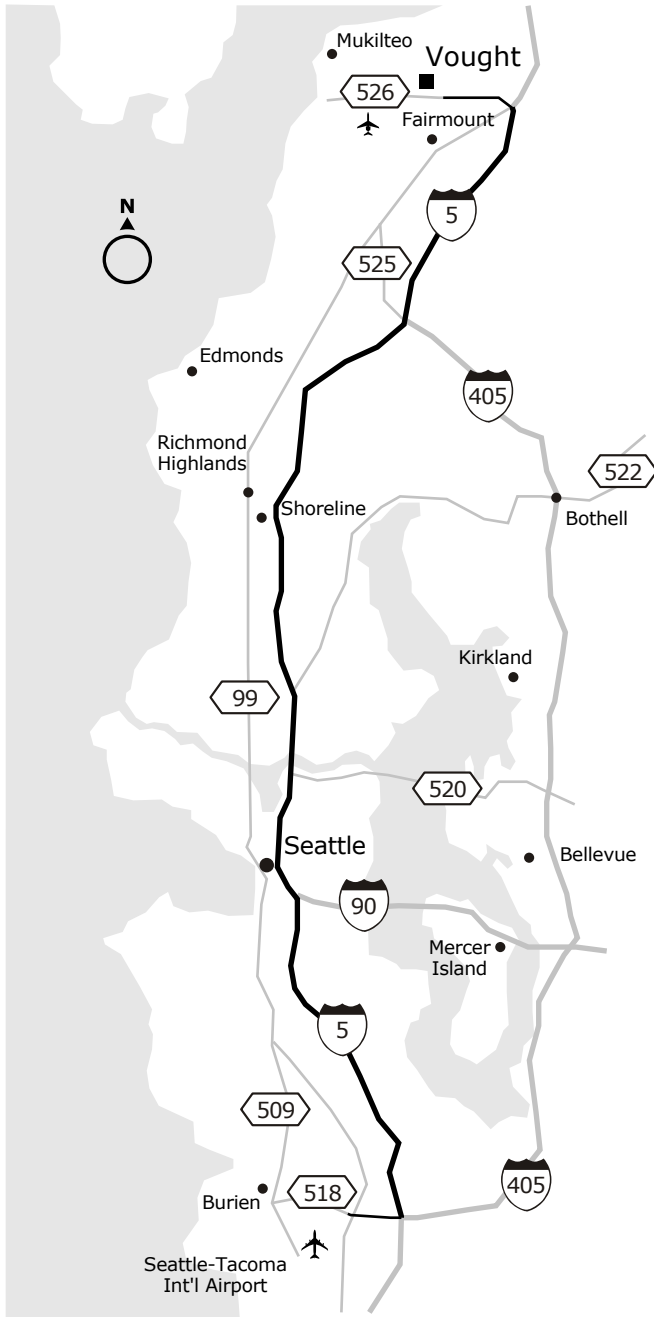 Mukilteo
Vought
526
Fairmount
N
5
525
Edmonds
405
Richmond
Highlands
522
Shoreline
Bothell
Kirkland
99
520
Seattle
Bellevue
90
Mercer
Island
5
509
518
405
Burien
Seattle-Tacoma
Int'l Airport